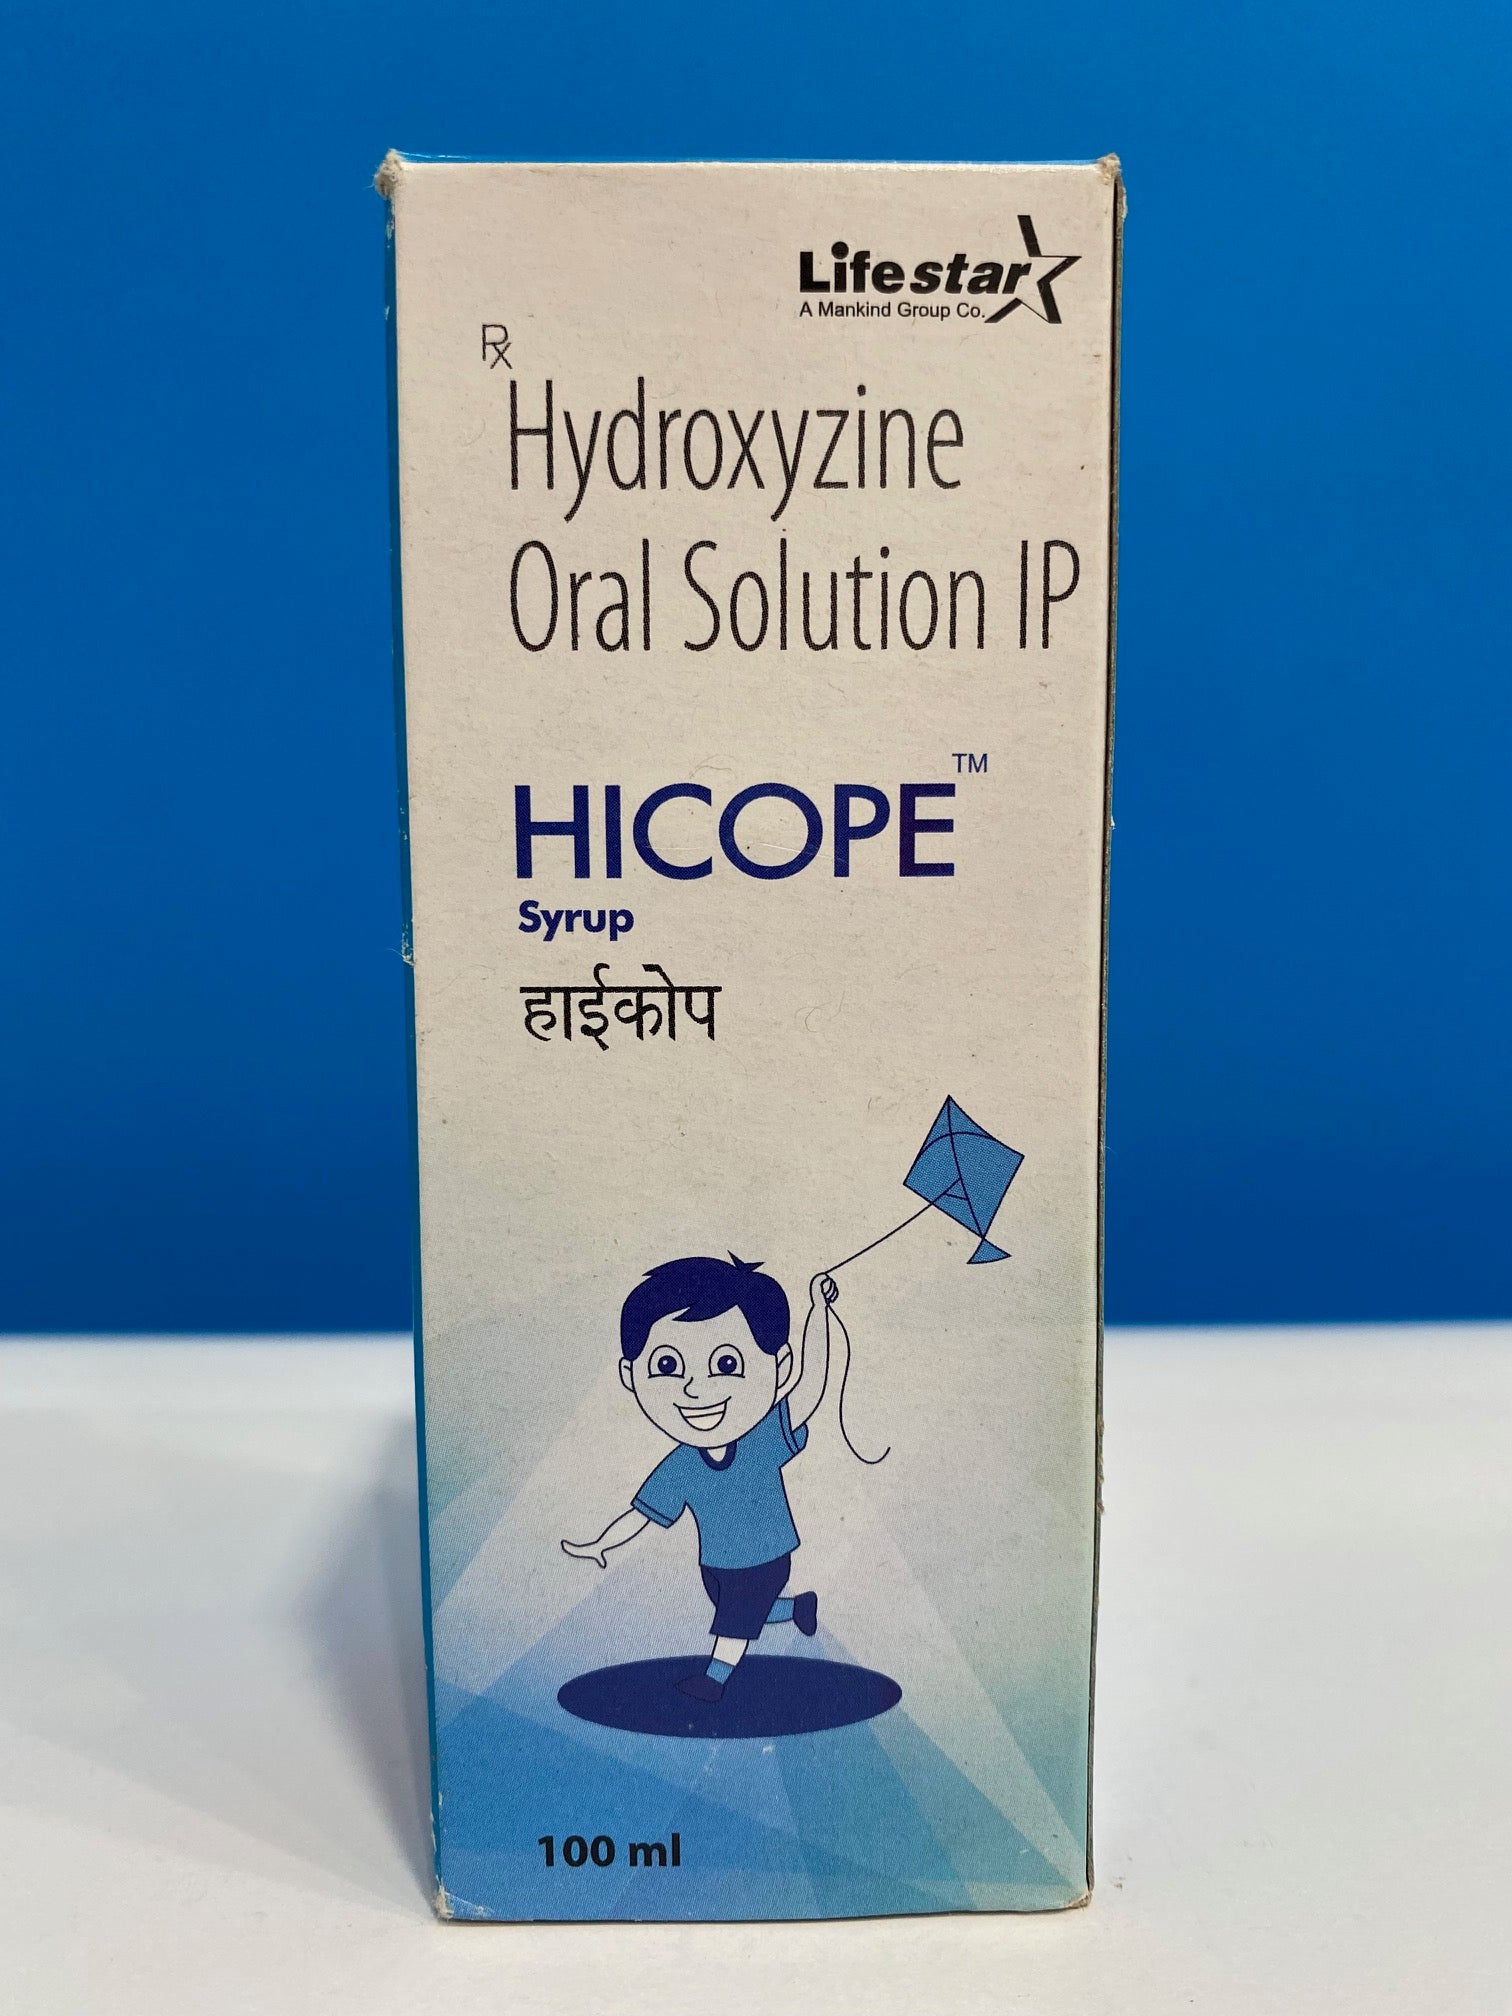 Lifestar
A Mankind Group Co.
Rx
Hydroxyzine
Oral Solution IP
HICOPE™
Syrup
हाईकोप
100 ml